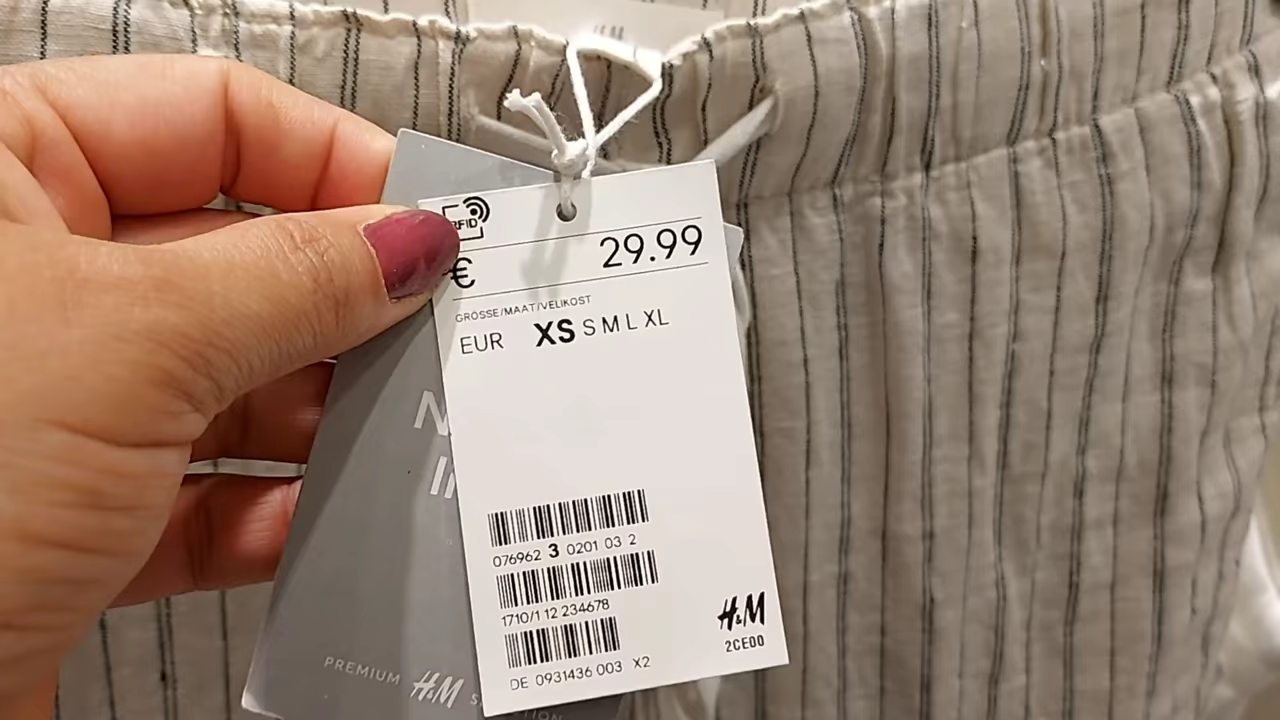 H&M
RFID
€ 29.99
GRÖSSE/MAAT/VELIKOST
EUR XS S M L XL
076962 3 0201 03 2
1710/1 12 234678
DE 0931436 003 X2
H&M
2CE00
PREMIUM H&M